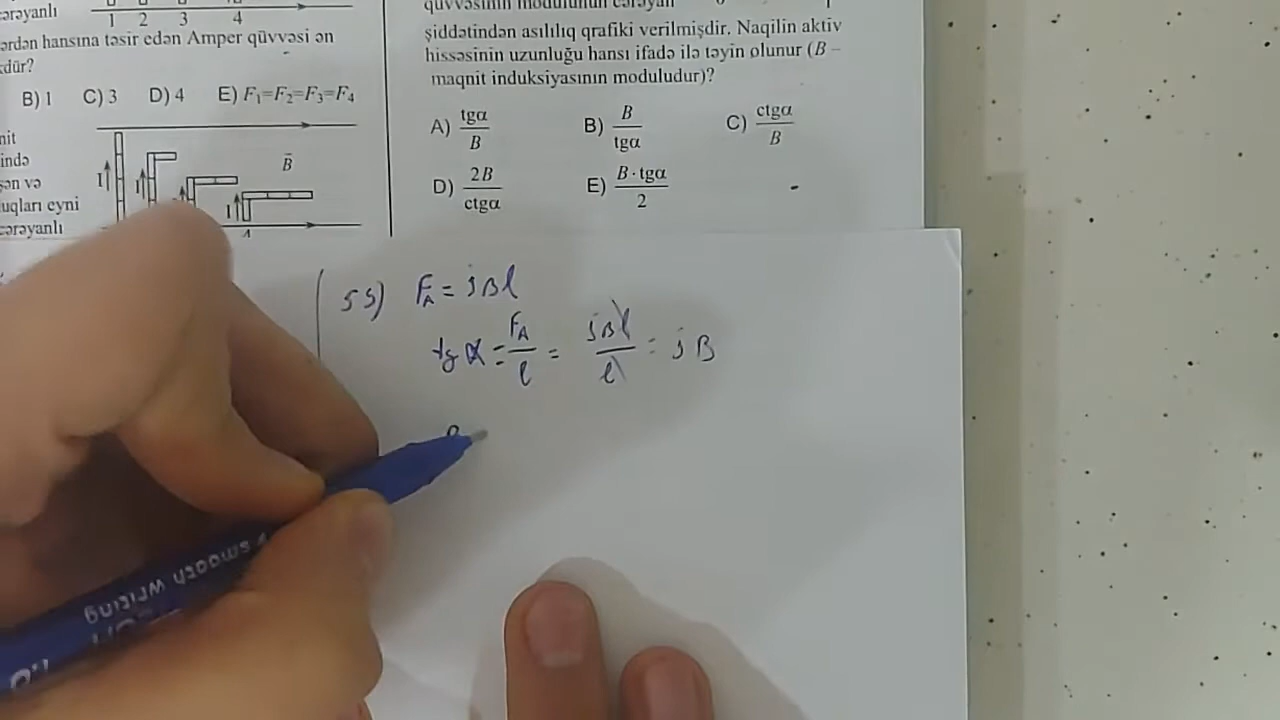 1 2 3 4
ərdən hansına təsir edən Amper qüvvəsi ən
kdür?
B) 1 C) 3 D) 4 E) F₁=F₂=F₃=F₄
nit
ində
şən və
uqları eyni
cərəyanlı
I I I B
qüvvəsinin modulunun cərəyan
şiddətindən asılılıq qrafiki verilmişdir. Naqilin aktiv
hissəsinin uzunluğu hansı ifadə ilə təyin olunur (B –
maqnit induksiyasının moduludur)?
A) tgα/B B) B/tgα C) ctgα/B
D) 2B/ctgα E) B·tgα/2
55) F_A = jBl
tg α = F_A/l = jBl/l = jB
smooth writing